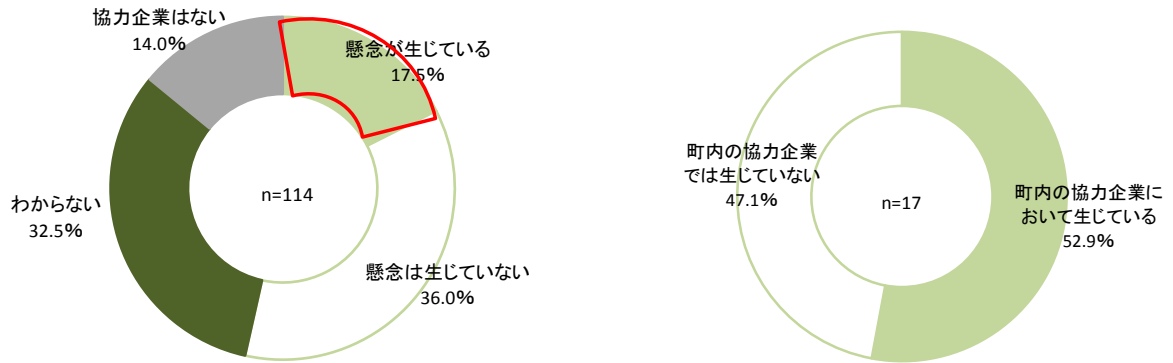 協力企業はない
14.0%
懸念が生じている
17.5%
わからない
32.5%
n=114
懸念は生じていない
36.0%
町内の協力企業
では生じていない
47.1%
n=17
町内の協力企業に
おいて生じている
52.9%